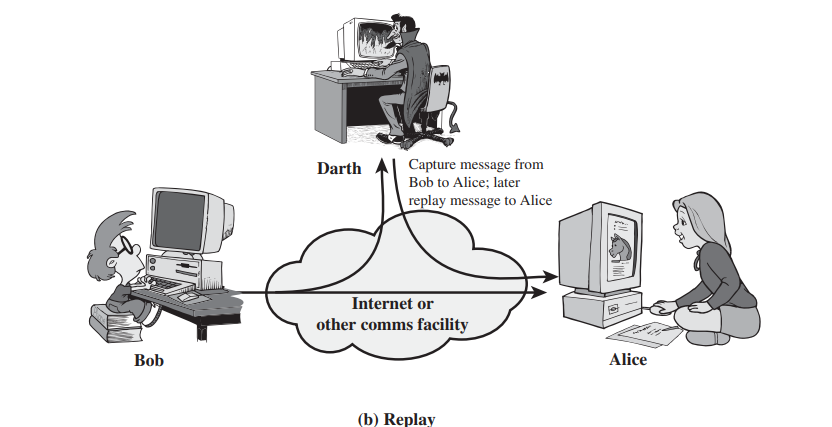 Darth
Capture message from
Bob to Alice; later
replay message to Alice
Internet or
other comms facility
Bob
Alice
(b) Replay